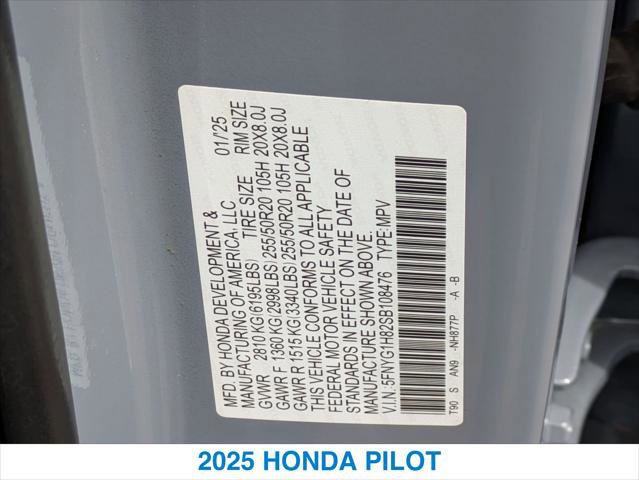 MFD. BY HONDA DEVELOPMENT &
MANUFACTURING OF AMERICA, LLC 01/25
GVWR 2810 KG(6195LBS) TIRE SIZE RIM SIZE
GAWR F 1360 KG(2998LBS) 255/50R20 105H 20X8.0J
GAWR R 1515 KG(3340LBS) 255/50R20 105H 20X8.0J
THIS VEHICLE CONFORMS TO ALL APPLICABLE
FEDERAL MOTOR VEHICLE SAFETY
STANDARDS IN EFFECT ON THE DATE OF
MANUFACTURE SHOWN ABOVE.
V.I.N.:5FNYG1H82SB108476 TYPE:MPV
T90 S AN9 -NH877P -A -B
2025 HONDA PILOT